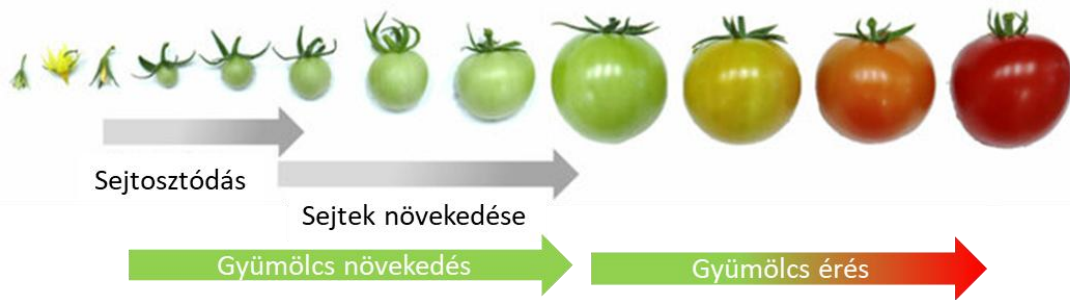 Sejtosztódás
Sejtek növekedése
Gyümölcs növekedés
Gyümölcs érés